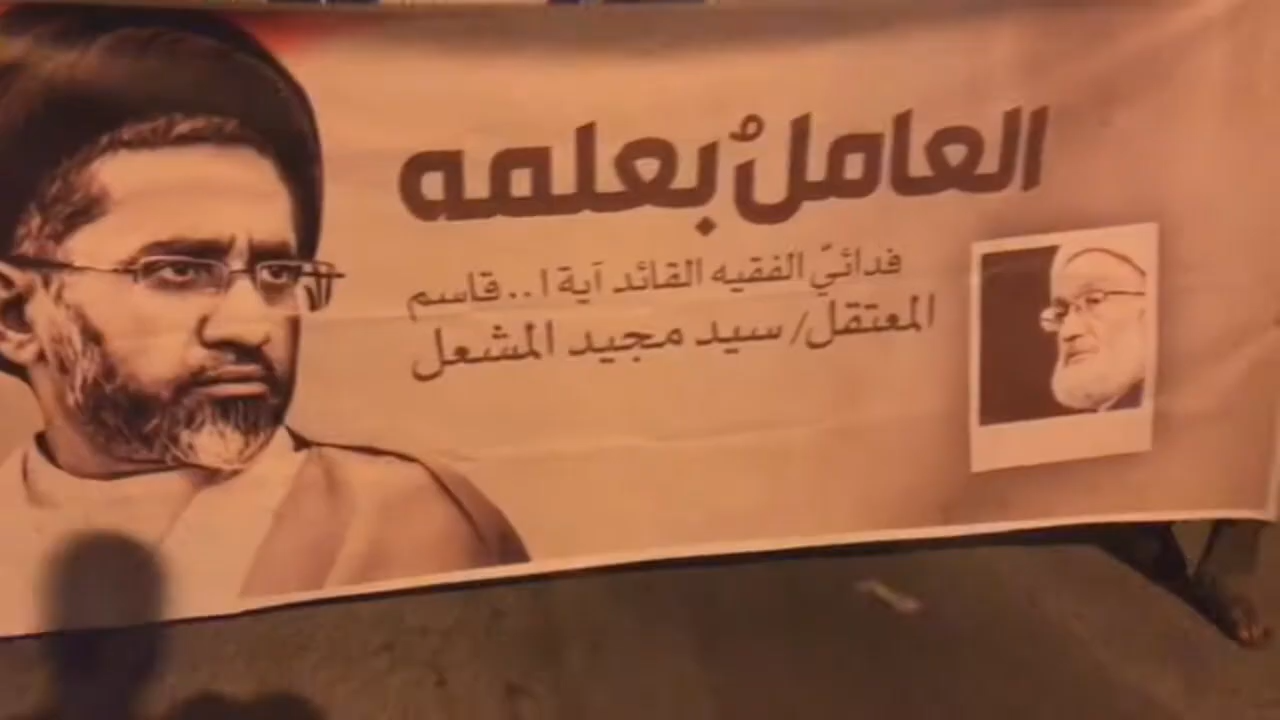 العاملُ بعلمه
فدائيّ الفقيه القائد آية ا.. قاسم
المعتقل/ سيد مجيد المشعل